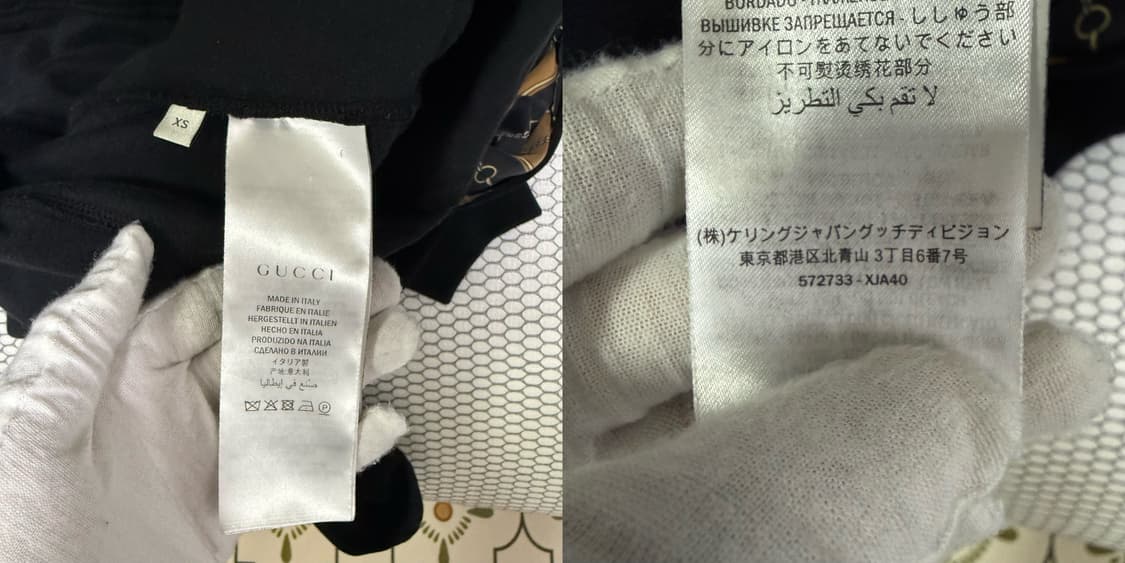 XS
GUCCI
MADE IN ITALY
FABRIQUE EN ITALIE
HERGESTELLT IN ITALIEN
HECHO EN ITALIA
PRODUZIDO NA ITALIA
СДЕЛАНО В ИТАЛИИ
イタリア製
产地:意大利
صنع في إيطاليا
P
BORDADO -
ВЫШИВКЕ ЗАПРЕЩАЕТСЯ - ししゅう部
分にアイロンをあてないでください
不可熨烫绣花部分
لا تقم بكي التطريز
(株)ケリングジャパングッチディビジョン
東京都港区北青山 3丁目6番7号
572733 - XJA40